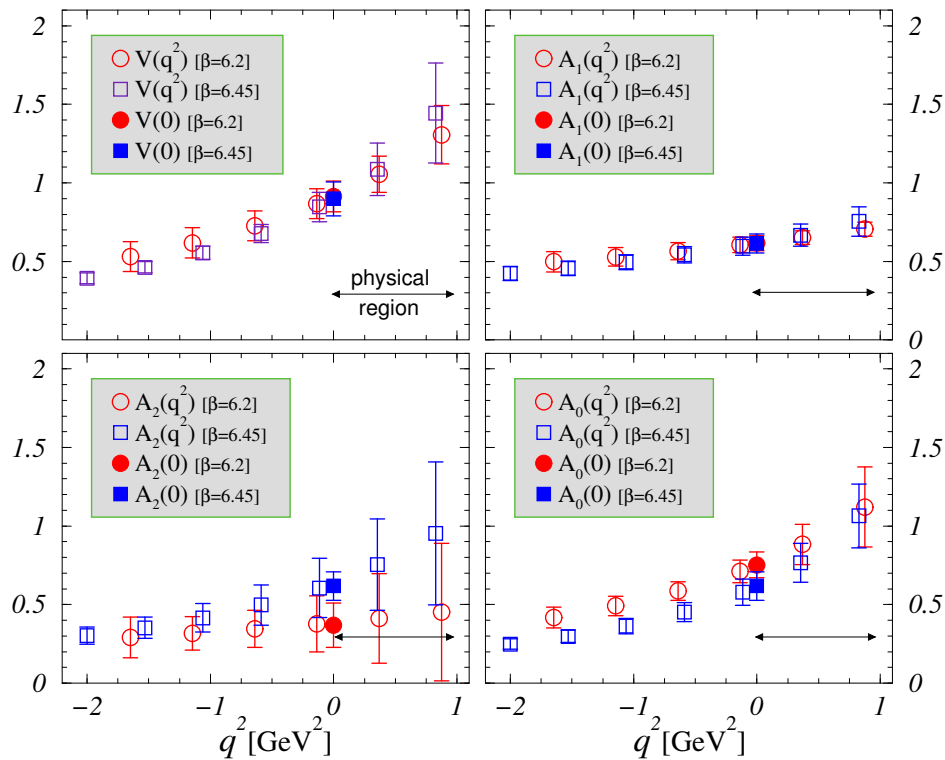 2
1.5
1
0.5
0
V(q²) [β=6.2]
V(q²) [β=6.45]
V(0) [β=6.2]
V(0) [β=6.45]
physical
region
A₁(q²) [β=6.2]
A₁(q²) [β=6.45]
A₁(0) [β=6.2]
A₁(0) [β=6.45]
2
1.5
1
0.5
0
2
1.5
1
0.5
0
A₂(q²) [β=6.2]
A₂(q²) [β=6.45]
A₂(0) [β=6.2]
A₂(0) [β=6.45]
−2 −1 0 1
q² [GeV²]
A₀(q²) [β=6.2]
A₀(q²) [β=6.45]
A₀(0) [β=6.2]
A₀(0) [β=6.45]
2
1.5
1
0.5
0
−2 −1 0 1
q² [GeV²]